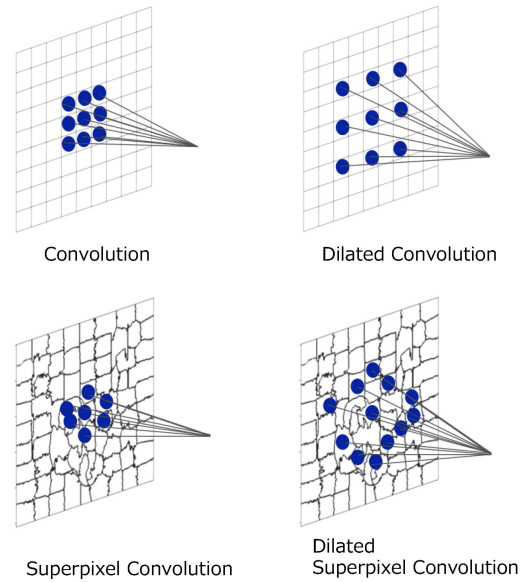 Convolution
Dilated Convolution
Superpixel Convolution
Dilated
Superpixel Convolution